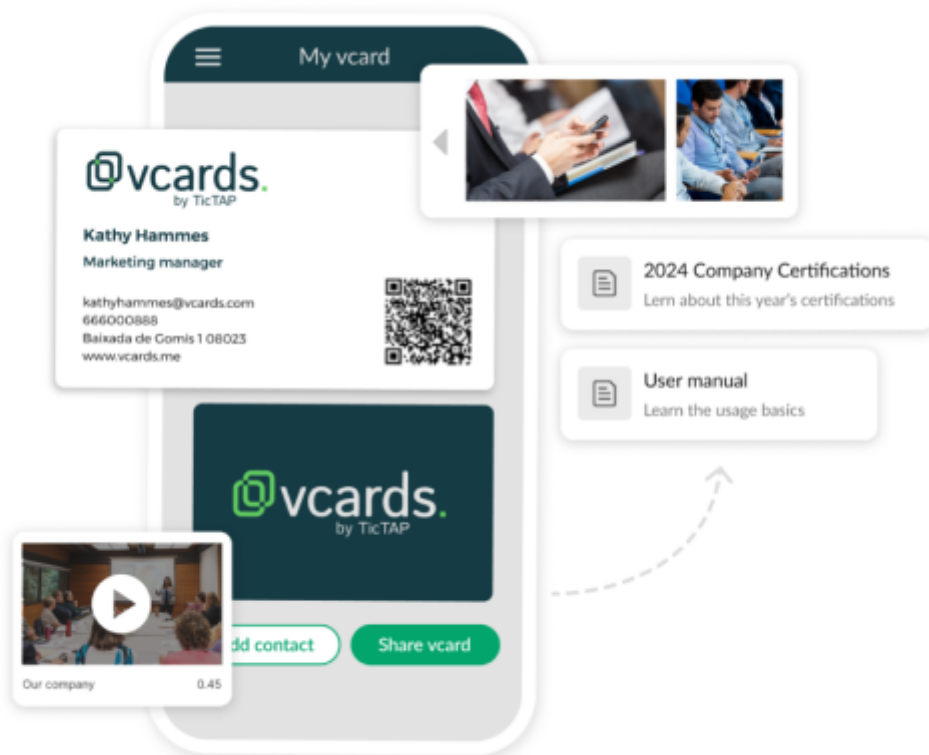 My vcard
vcards.
by TicTAP
Kathy Hammes
Marketing manager
kathyhammes@vcards.com
666000888
Baixada de Gomis 1 08023
www.vcards.me
2024 Company Certifications
Lern about this year's certifications
User manual
Learn the usage basics
vcards.
by TicTAP
Our company 0.45
dd contact
Share vcard